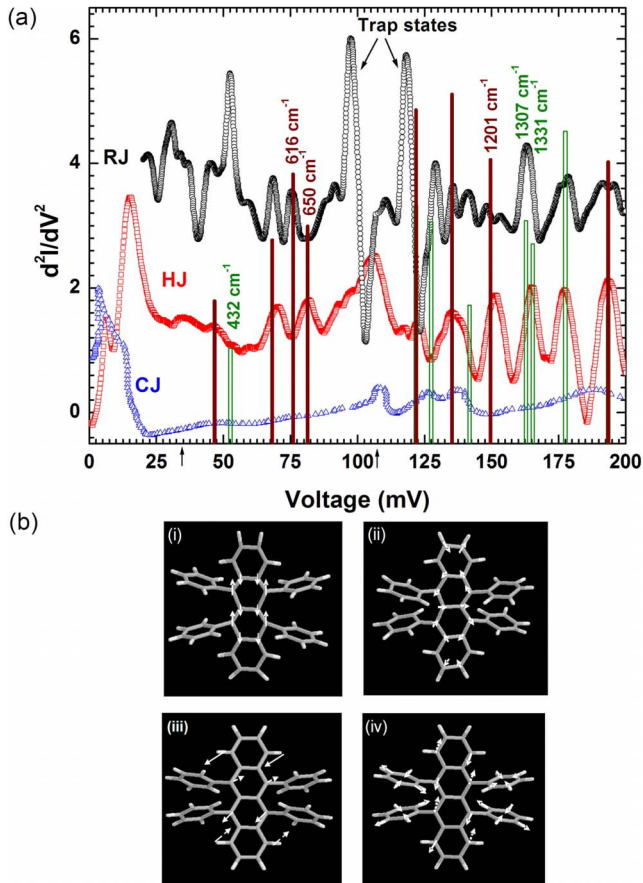 (a)
6
4
2
0
d²I/dV²
Trap states
RJ
HJ
CJ
432 cm⁻¹
616 cm⁻¹
650 cm⁻¹
1201 cm⁻¹
1307 cm⁻¹
1331 cm⁻¹
0 25 50 75 100 125 150 175 200
Voltage (mV)
(b)
(i)
(ii)
(iii)
(iv)